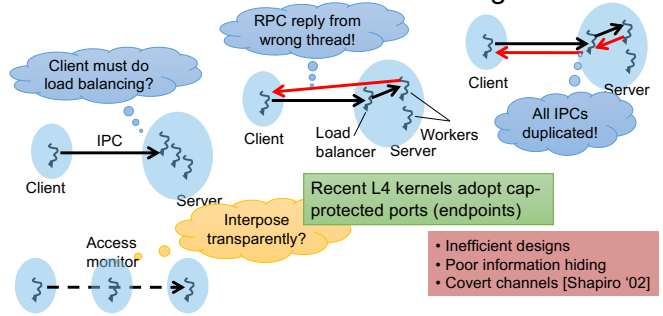 RPC reply from
wrong thread!
Client must do
load balancing?
Client
Server
All IPCs
duplicated!
IPC
Client
Server
Client
Load
balancer
Workers
Server
Recent L4 kernels adopt cap-
protected ports (endpoints)
Interpose
transparently?
Access
monitor
• Inefficient designs
• Poor information hiding
• Covert channels [Shapiro ‘02]